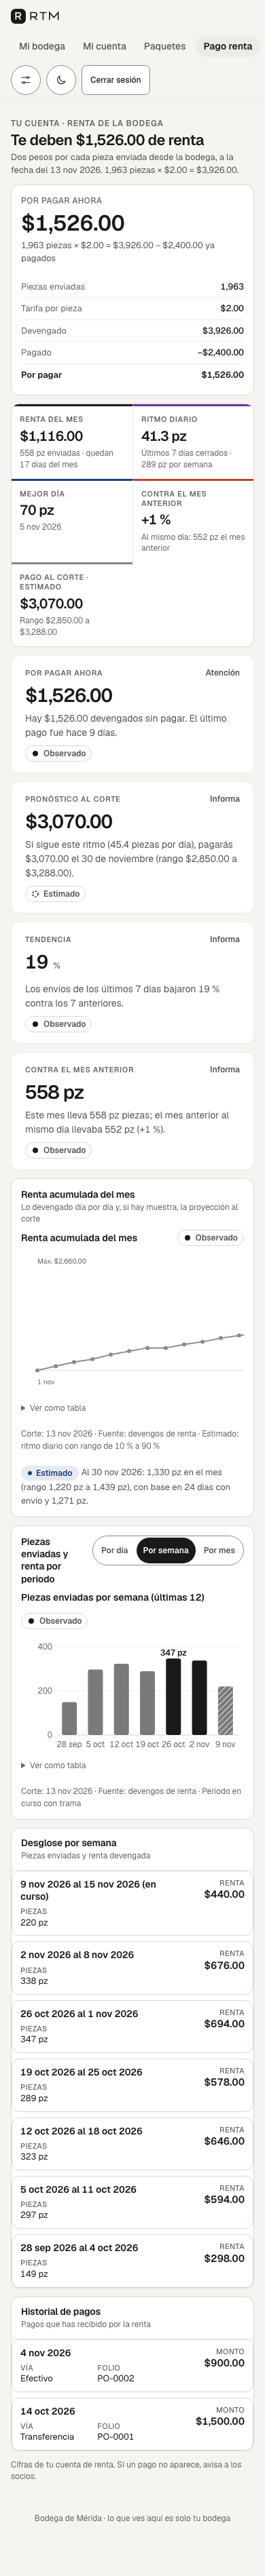 RTM
Mi bodega
Mi cuenta
Paquetes
Pago renta
Cerrar sesión
TU CUENTA · RENTA DE LA BODEGA
Te deben $1,526.00 de renta
Dos pesos por cada pieza enviada desde la bodega, a la
fecha del 13 nov 2026. 1,963 piezas × $2.00 = $3,926.00.
POR PAGAR AHORA
$1,526.00
1,963 piezas × $2.00 = $3,926.00 − $2,400.00 ya
pagados
Piezas enviadas 1,963
Tarifa por pieza $2.00
Devengado $3,926.00
Pagado −$2,400.00
Por pagar $1,526.00
RENTA DEL MES
$1,116.00
558 pz enviadas · quedan
17 días del mes
RITMO DIARIO
41.3 pz
Últimos 7 días cerrados ·
289 pz por semana
MEJOR DÍA
70 pz
5 nov 2026
CONTRA EL MES
ANTERIOR
+1 %
Al mismo día: 552 pz el mes
anterior
PAGO AL CORTE ·
ESTIMADO
$3,070.00
Rango $2,850.00 a
$3,288.00
POR PAGAR AHORA
Atención
$1,526.00
Hay $1,526.00 devengados sin pagar. El último
pago fue hace 9 días.
Observado
PRONÓSTICO AL CORTE
Informa
$3,070.00
Si sigue este ritmo (45.4 piezas por día), pagarás
$3,070.00 el 30 de noviembre (rango $2,850.00 a
$3,288.00).
Estimado
TENDENCIA
Informa
19 %
Los envíos de los últimos 7 días bajaron 19 %
contra los 7 anteriores.
Observado
CONTRA EL MES ANTERIOR
Informa
558 pz
Este mes lleva 558 pz piezas; el mes anterior al
mismo día llevaba 552 pz (+1 %).
Observado
Renta acumulada del mes
Lo devengado día por día y, si hay muestra, la proyección al
corte
Renta acumulada del mes
Observado
Máx. $2,660.00
1 nov
Ver como tabla
Corte: 13 nov 2026 · Fuente: devengos de renta · Estimado:
ritmo diario con rango de 10 % a 90 %
Estimado Al 30 nov 2026: 1,330 pz en el mes
(rango 1,220 pz a 1,439 pz), con base en 24 días con
envío y 1,271 pz.
Piezas
enviadas y
renta por
periodo
Por día
Por semana
Por mes
Piezas enviadas por semana (últimas 12)
Observado
400
200
0
347 pz
28 sep 5 oct 12 oct 19 oct 26 oct 2 nov 9 nov
Ver como tabla
Corte: 13 nov 2026 · Fuente: devengos de renta · Periodo en
curso con trama
Desglose por semana
Piezas enviadas y renta devengada
9 nov 2026 al 15 nov 2026 (en
curso)
PIEZAS
220 pz
RENTA
$440.00
2 nov 2026 al 8 nov 2026
PIEZAS
338 pz
RENTA
$676.00
26 oct 2026 al 1 nov 2026
PIEZAS
347 pz
RENTA
$694.00
19 oct 2026 al 25 oct 2026
PIEZAS
289 pz
RENTA
$578.00
12 oct 2026 al 18 oct 2026
PIEZAS
323 pz
RENTA
$646.00
5 oct 2026 al 11 oct 2026
PIEZAS
297 pz
RENTA
$594.00
28 sep 2026 al 4 oct 2026
PIEZAS
149 pz
RENTA
$298.00
Historial de pagos
Pagos que has recibido por la renta
4 nov 2026
VÍA
Efectivo
FOLIO
PO-0002
MONTO
$900.00
14 oct 2026
VÍA
Transferencia
FOLIO
PO-0001
MONTO
$1,500.00
Cifras de tu cuenta de renta. Si un pago no aparece, avisa a los
socios.
Bodega de Mérida · lo que ves aquí es solo tu bodega